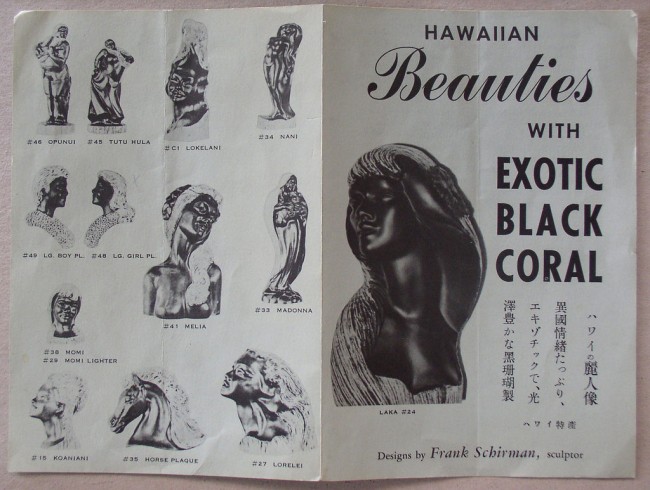 #46 OPUNUI
#45 TUTU HULA
#C1 LOKELANI
#34 NANI
#49 LG. BOY PL.
#48 LG. GIRL PL.
#41 MELIA
#33 MADONNA
#38 MOMI
#29 MOMI LIGHTER
#15 KOANIANI
#35 HORSE PLAQUE
#27 LORELEI
HAWAIIAN
Beauties
WITH
EXOTIC
BLACK
CORAL
ハワイの麗人像
異國情緒たっぷり、
エキゾチックで、光
澤豊かな黑珊瑚製
ハワイ特産
LAKA #24
Designs by Frank Schirman, sculptor